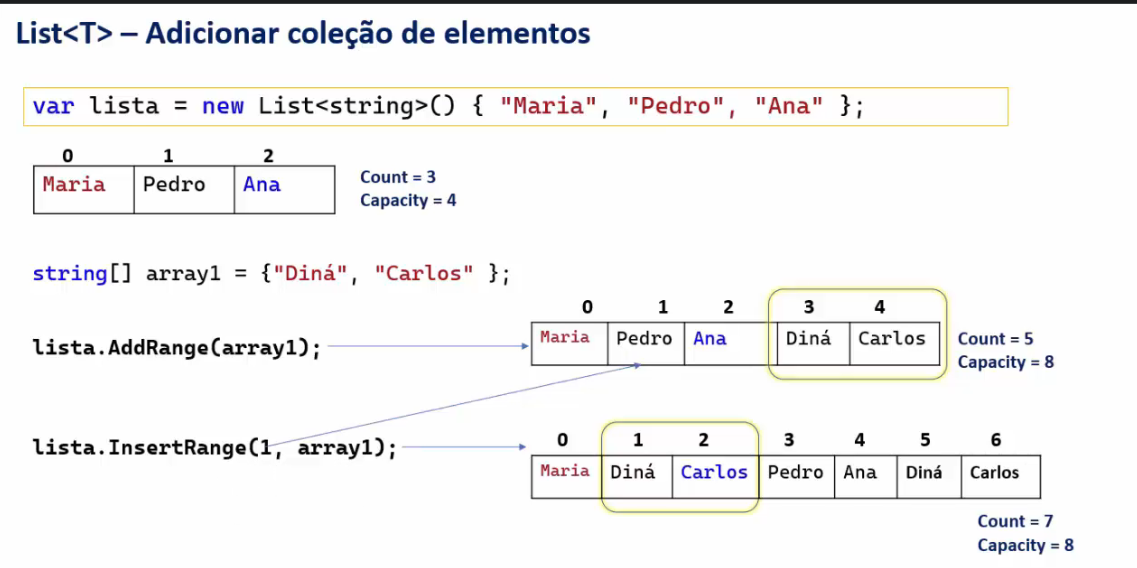 List<T> – Adicionar coleção de elementos
var lista = new List<string>() { "Maria", "Pedro", "Ana" };
0 1 2
Maria Pedro Ana
Count = 3
Capacity = 4
string[] array1 = {"Diná", "Carlos" };
lista.AddRange(array1);
0 1 2 3 4
Maria Pedro Ana Diná Carlos
Count = 5
Capacity = 8
lista.InsertRange(1, array1);
0 1 2 3 4 5 6
Maria Diná Carlos Pedro Ana Diná Carlos
Count = 7
Capacity = 8